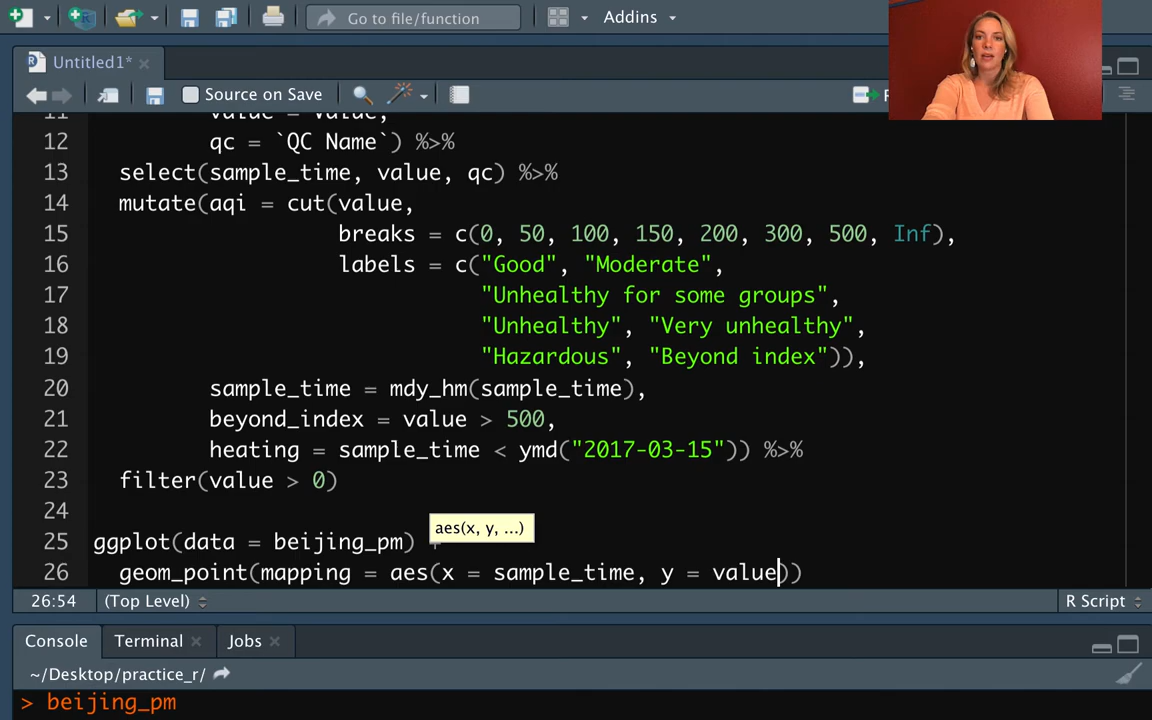 Go to file/function
Addins
Untitled1*
Source on Save
12 qc = `QC Name`) %>%
13 select(sample_time, value, qc) %>%
14 mutate(aqi = cut(value,
15 breaks = c(0, 50, 100, 150, 200, 300, 500, Inf),
16 labels = c("Good", "Moderate",
17 "Unhealthy for some groups",
18 "Unhealthy", "Very unhealthy",
19 "Hazardous", "Beyond index")),
20 sample_time = mdy_hm(sample_time),
21 beyond_index = value > 500,
22 heating = sample_time < ymd("2017-03-15")) %>%
23 filter(value > 0)
24
aes(x, y, ...)
25 ggplot(data = beijing_pm) +
26 geom_point(mapping = aes(x = sample_time, y = value))
26:54 (Top Level) R Script
Console Terminal Jobs
~/Desktop/practice_r/
> beijing_pm